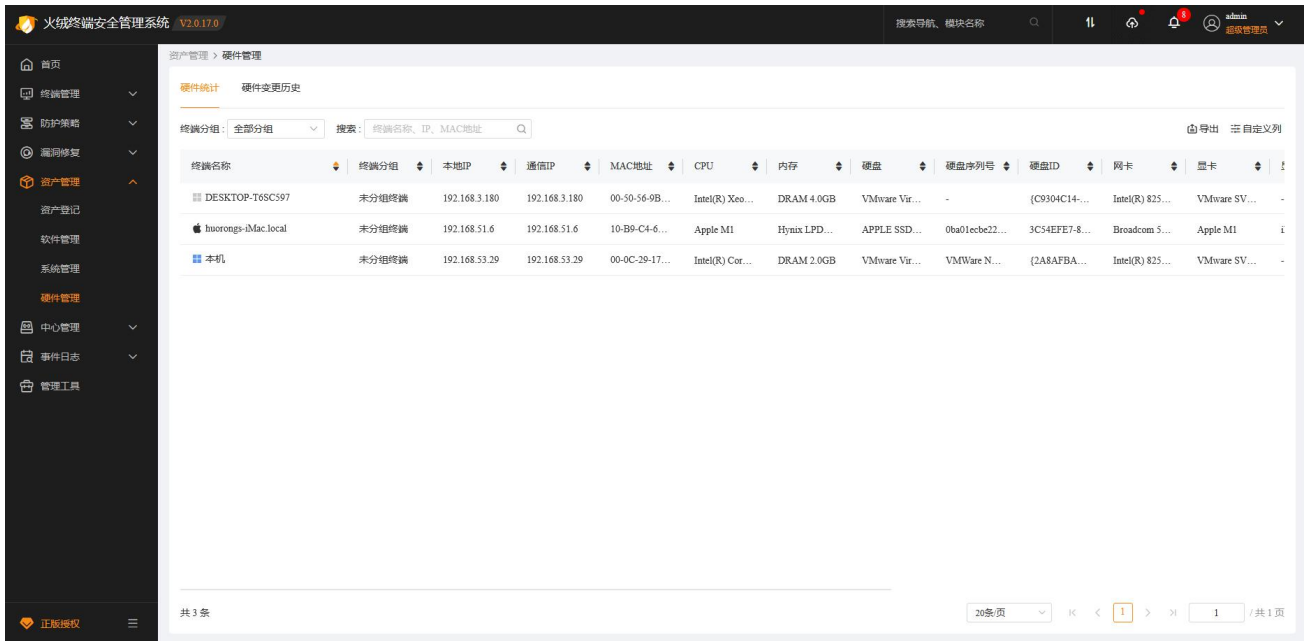 火绒终端安全管理系统 V2.0.17.0 搜索导航、模块名称 8 admin
超级管理员
首页
终端管理
防护策略
漏洞修复
资产管理
资产登记
软件管理
系统管理
硬件管理
中心管理
事件日志
管理工具
正版授权
资产管理 > 硬件管理
硬件统计 硬件变更历史
终端分组: 全部分组 搜索: 终端名称、IP、MAC地址 导出 自定义列
终端名称 终端分组 本地IP 通信IP MAC地址 CPU 内存 硬盘 硬盘序列号 硬盘ID 网卡 显卡
DESKTOP-T6SC597 未分组终端 192.168.3.180 192.168.3.180 00-50-56-9B... Intel(R) Xeo... DRAM 4.0GB VMware Vir... - {C9304C14-... Intel(R) 825... VMware SV... -
huorongs-iMac.local 未分组终端 192.168.51.6 192.168.51.6 10-B9-C4-6... Apple M1 Hynix LPD... APPLE SSD... 0ba01ecbe22... 3C54EFE7-8... Broadcom 5... Apple M1
本机 未分组终端 192.168.53.29 192.168.53.29 00-0C-29-17... Intel(R) Cor... DRAM 2.0GB VMware Vir... VMWare N... {2A8AFBA... Intel(R) 825... VMware SV... -
共 3 条 20条/页 1 1 / 共 1 页